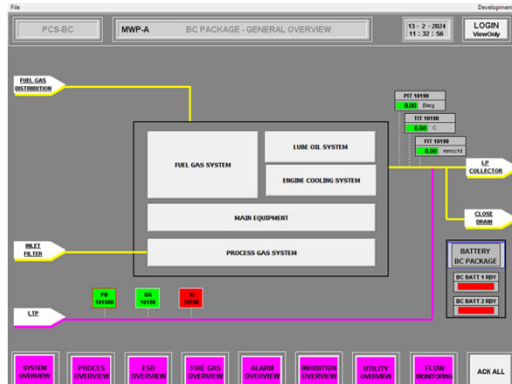 File
Development
PCS-BC
MWP-A
BC PACKAGE - GENERAL OVERVIEW
13 - 2 - 2024
11 : 32 : 56
LOGIN
ViewOnly
FUEL GAS
DISTRIBUTION
PIT 10190
0.00 Barg
TIT 10190
0.00 C
FIT 10190
0.00 mmscfd
FUEL GAS SYSTEM
LUBE OIL SYSTEM
ENGINE COOLING SYSTEM
MAIN EQUIPMENT
PROCESS GAS SYSTEM
LP
COLLECTOR
CLOSE
DRAIN
INLET
FILTER
BATTERY
BC PACKAGE
BC BATT 1 RDY
BC BATT 2 RDY
LTP
UA
10190
SYSTEM
OVERVIEW
PROCES
OVERVIEW
ESD
OVERVIEW
FIRE GAS
OVERVIEW
ALARM
OVERVIEW
INHIBITION
OVERVIEW
UTILITY
OVERVIEW
FLOW
MONITORING
ACK ALL